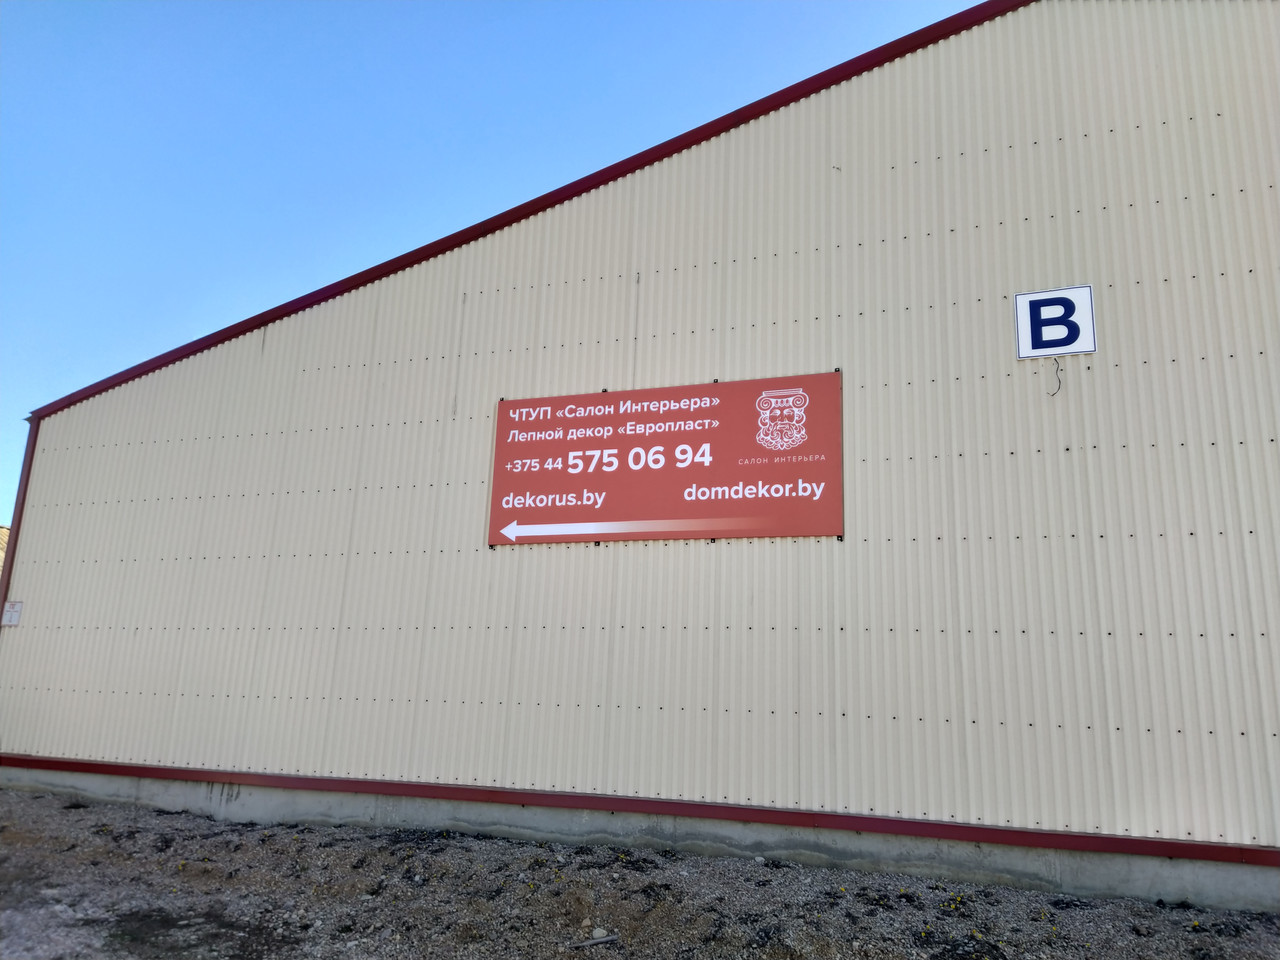 ЧТУП «Салон Интерьера»
Лепной декор «Европласт»
+375 44 575 06 94
dekorus.by
domdekor.by
САЛОН ИНТЕРЬЕРА
В